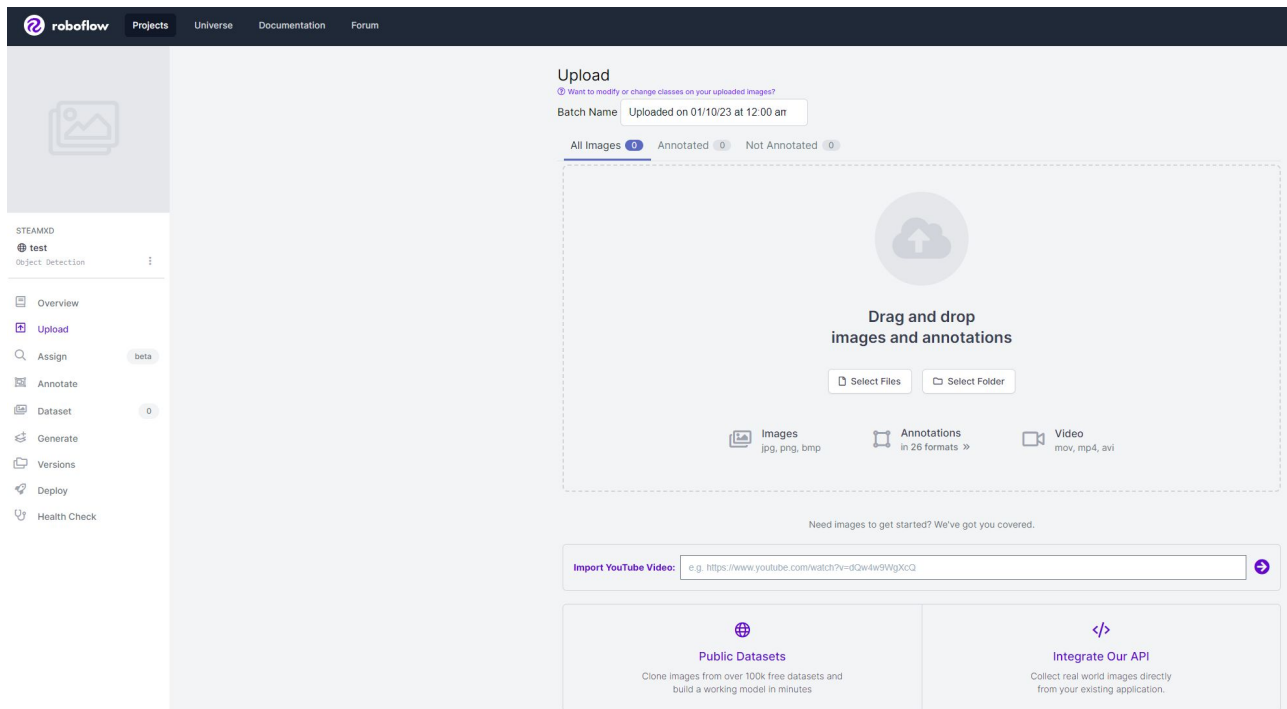 roboflow
Projects
Universe
Documentation
Forum
STEAMXD
test
Object Detection
Overview
Upload
Assign
beta
Annotate
Dataset
0
Generate
Versions
Deploy
Health Check
Upload
Want to modify or change classes on your uploaded images?
Batch Name
Uploaded on 01/10/23 at 12:00 am
All Images 0
Annotated 0
Not Annotated 0
Drag and drop
images and annotations
Select Files
Select Folder
Images
jpg, png, bmp
Annotations
in 26 formats »
Video
mov, mp4, avi
Need images to get started? We've got you covered.
Import YouTube Video:
e.g. https://www.youtube.com/watch?v=dQw4w9WgXcQ
Public Datasets
Clone images from over 100k free datasets and
build a working model in minutes
</>
Integrate Our API
Collect real world images directly
from your existing application.